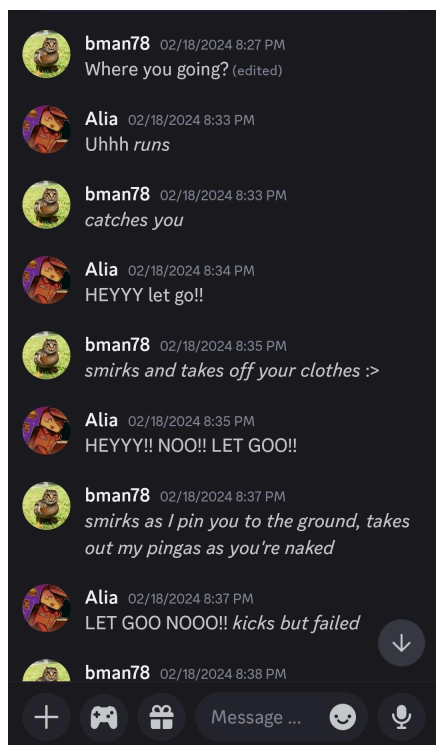 bman78 02/18/2024 8:27 PM
Where you going? (edited)
Alia 02/18/2024 8:33 PM
Uhhh runs
bman78 02/18/2024 8:33 PM
catches you
Alia 02/18/2024 8:34 PM
HEYYY let go!!
bman78 02/18/2024 8:35 PM
smirks and takes off your clothes :>
Alia 02/18/2024 8:35 PM
HEYYY!! NOO!! LET GOO!!
bman78 02/18/2024 8:37 PM
smirks as I pin you to the ground, takes
out my pingas as you're naked
Alia 02/18/2024 8:37 PM
LET GOO NOOO!! kicks but failed
bman78 02/18/2024 8:38 PM
Message ...